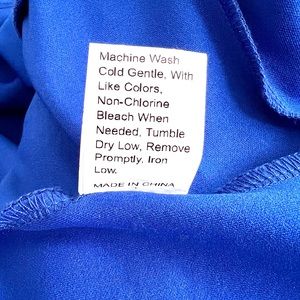 Machine Wash
Cold Gentle, With
Like Colors,
Non-Chlorine
Bleach When
Needed, Tumble
Dry Low, Remove
Promptly, Iron
Low.
MADE IN CHINA